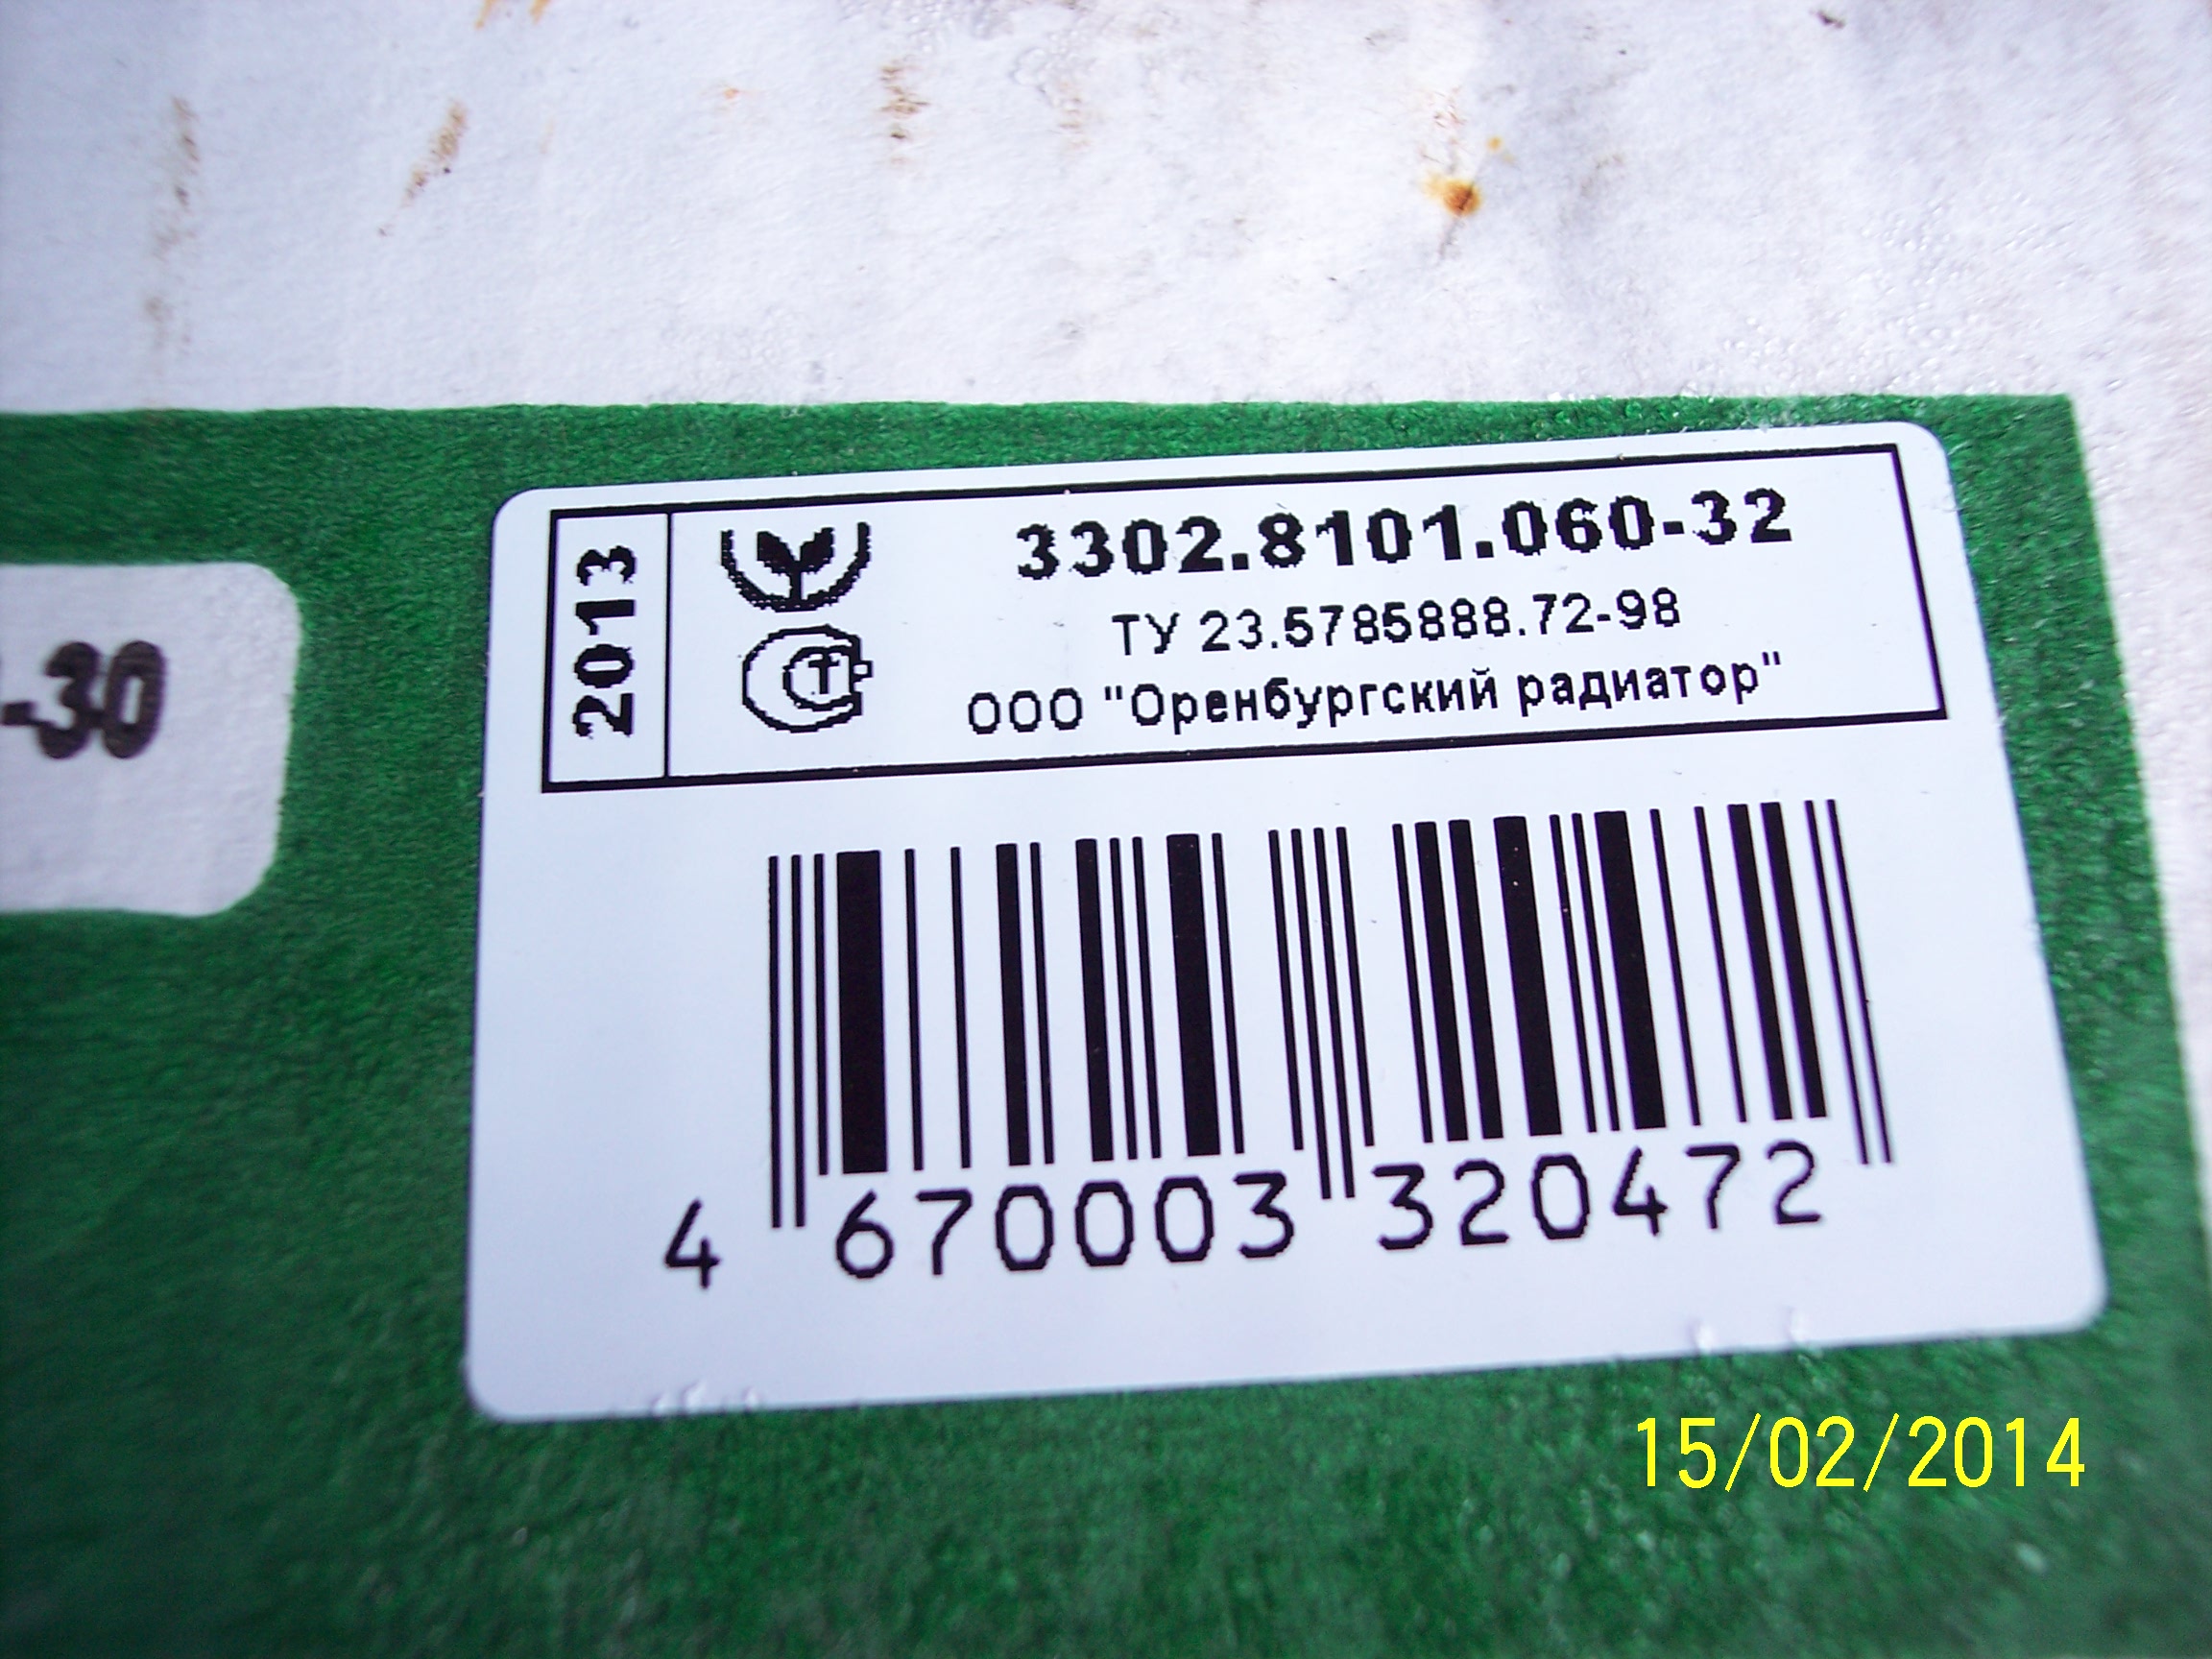 2013
3302.8101.060-32
ТУ 23.5785888.72-98
ООО "Оренбургский радиатор"
-30
4 670003 320472
15/02/2014